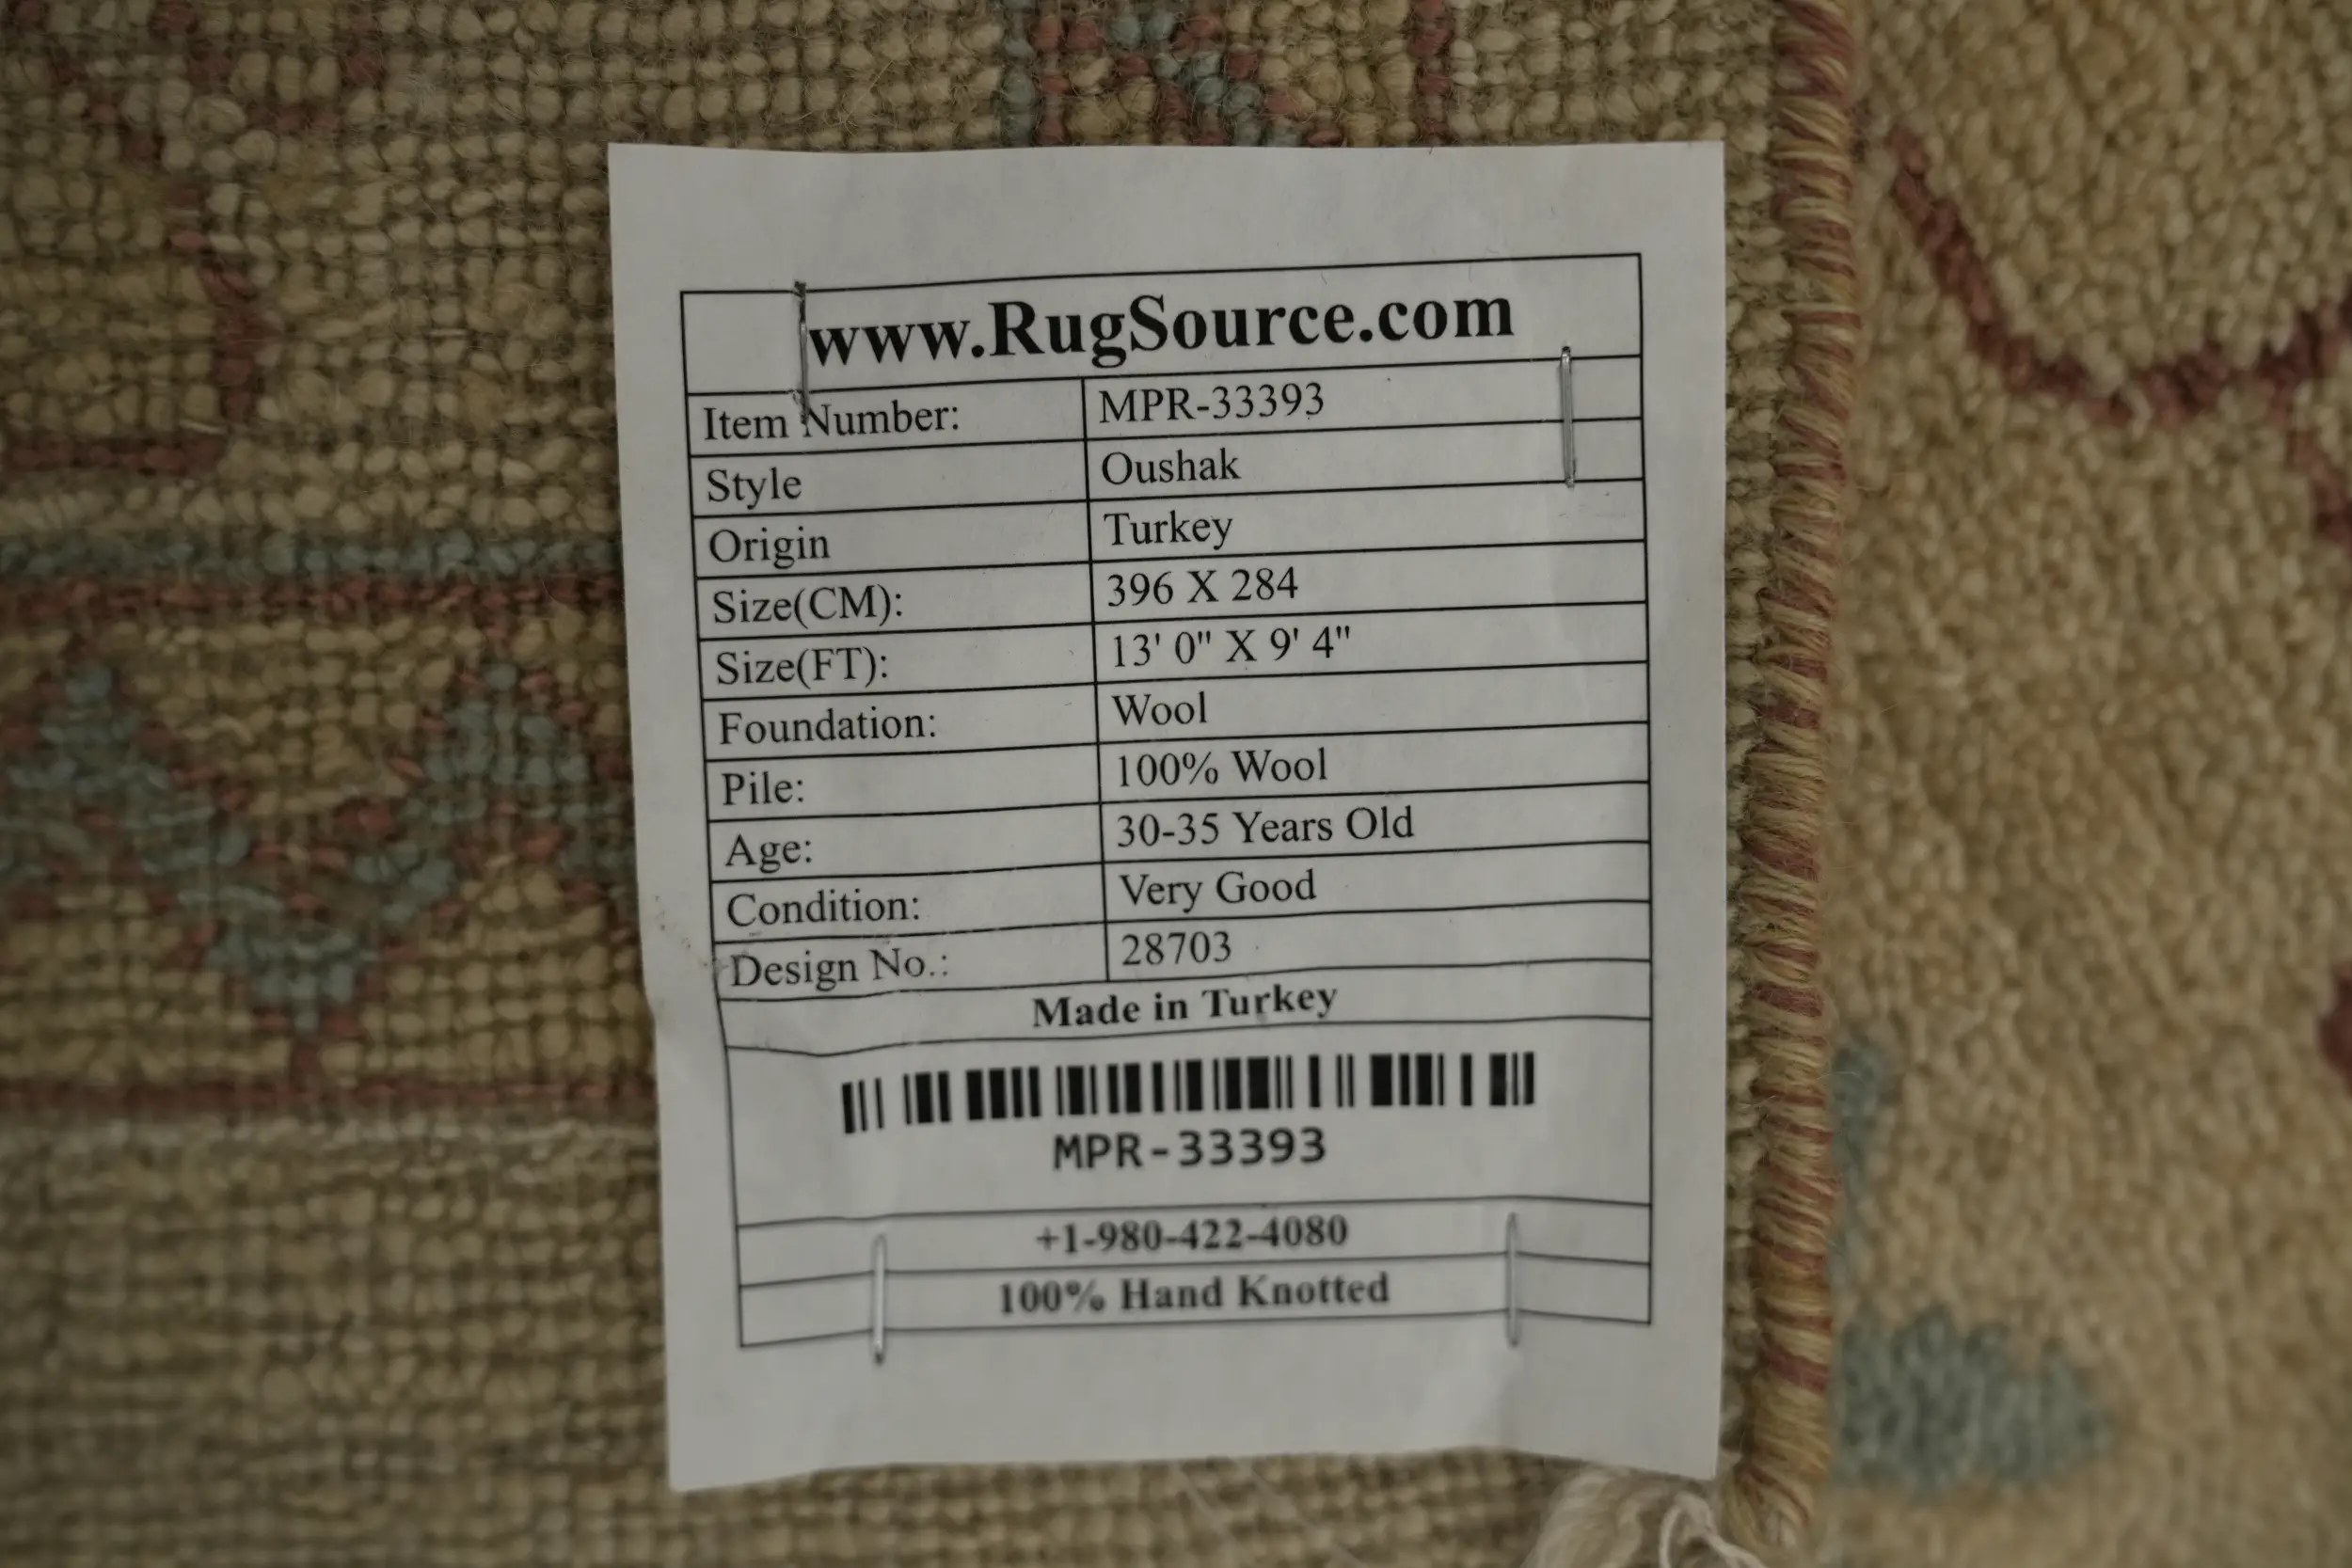 www.RugSource.com
Item Number: MPR-33393
Style Oushak
Origin Turkey
Size(CM): 396 X 284
Size(FT): 13' 0" X 9' 4"
Foundation: Wool
Pile: 100% Wool
Age: 30-35 Years Old
Condition: Very Good
Design No.: 28703
Made in Turkey
MPR-33393
+1-980-422-4080
100% Hand Knotted